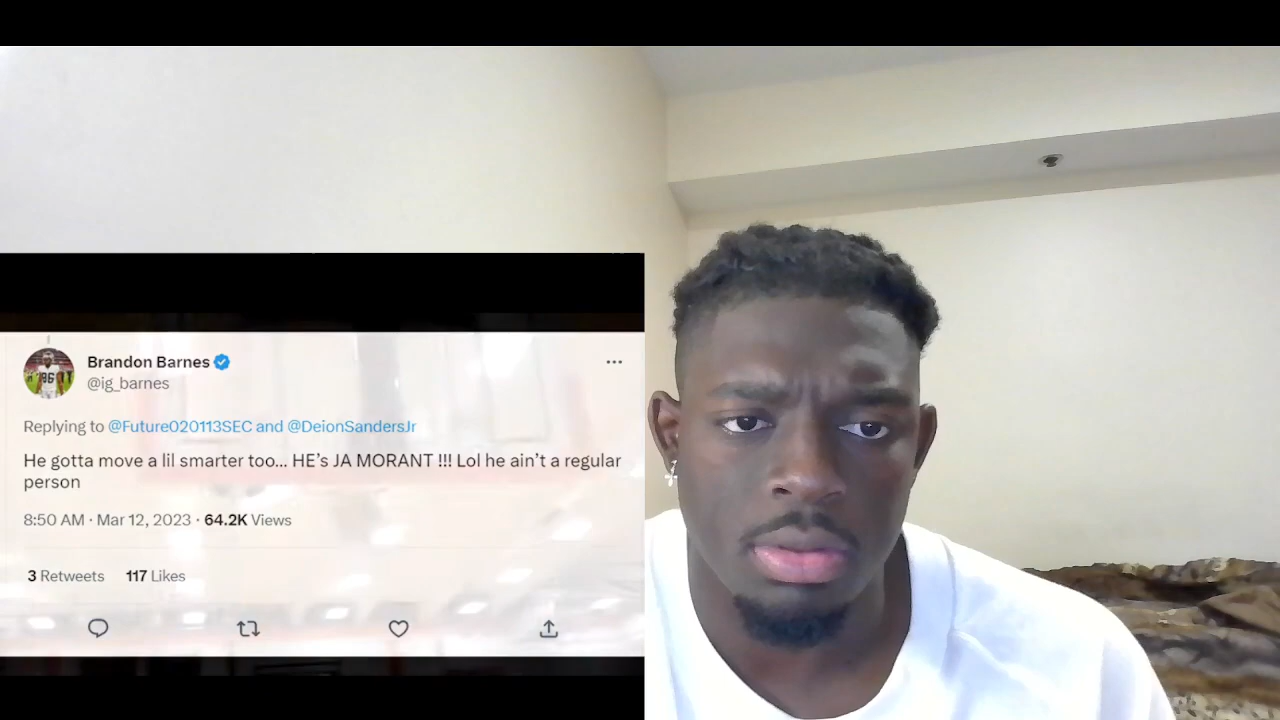 Brandon Barnes
@ig_barnes
Replying to @Future020113SEC and @DeionSandersJr
He gotta move a lil smarter too... HE's JA MORANT !!! Lol he ain't a regular
person
8:50 AM · Mar 12, 2023 · 64.2K Views
3 Retweets 117 Likes